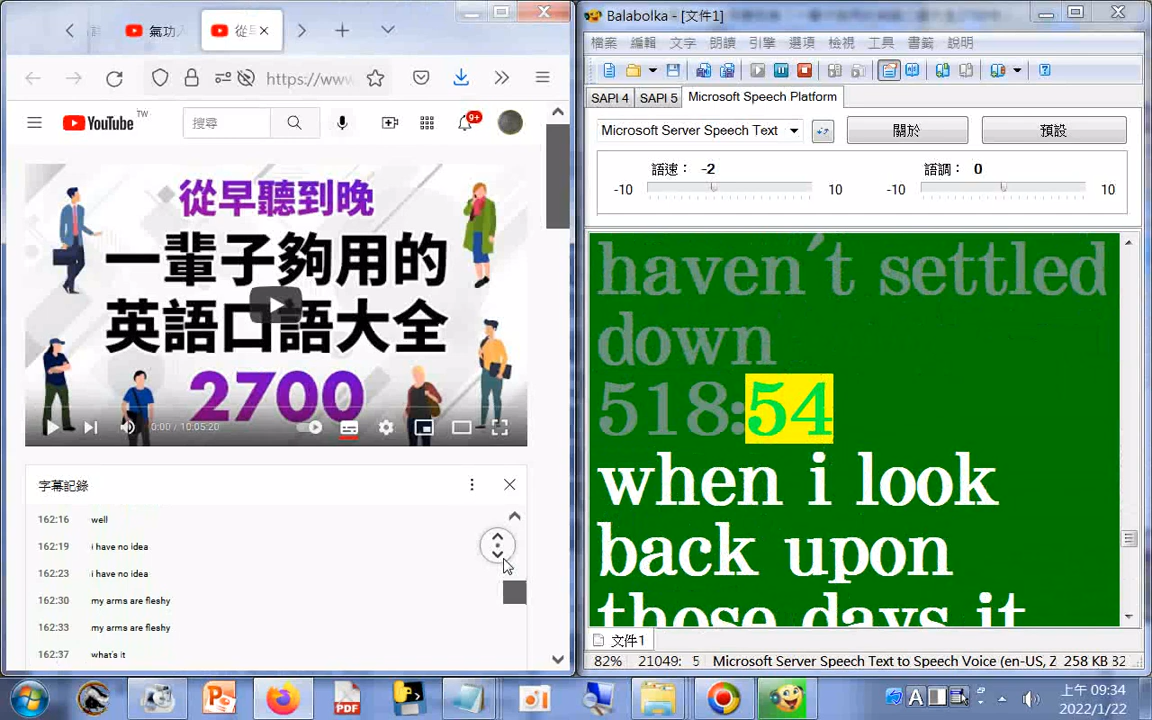 氣功
從
https://www
YouTube TW
搜尋
9+
從早聽到晚
一輩子夠用的
英語口語大全
2700
0:00 / 10:05:20
字幕記錄
162:16 well
162:19 i have no idea
162:23 i have no idea
162:30 my arms are fleshy
162:33 my arms are fleshy
162:37 what's it
Balabolka - [文件1]
檔案 編輯 文字 朗讀 引擎 選項 檢視 工具 書籤 說明
SAPI 4 SAPI 5 Microsoft Speech Platform
Microsoft Server Speech Text 關於 預設
語速: -2 語調: 0
-10 10 -10 10
haven't settled
down
518:54
when i look
back upon
those days it
文件1
82% 21049: 5 Microsoft Server Speech Text to Speech Voice (en-US, Z 258 KB 32
PDF
A
上午 09:34
2022/1/22